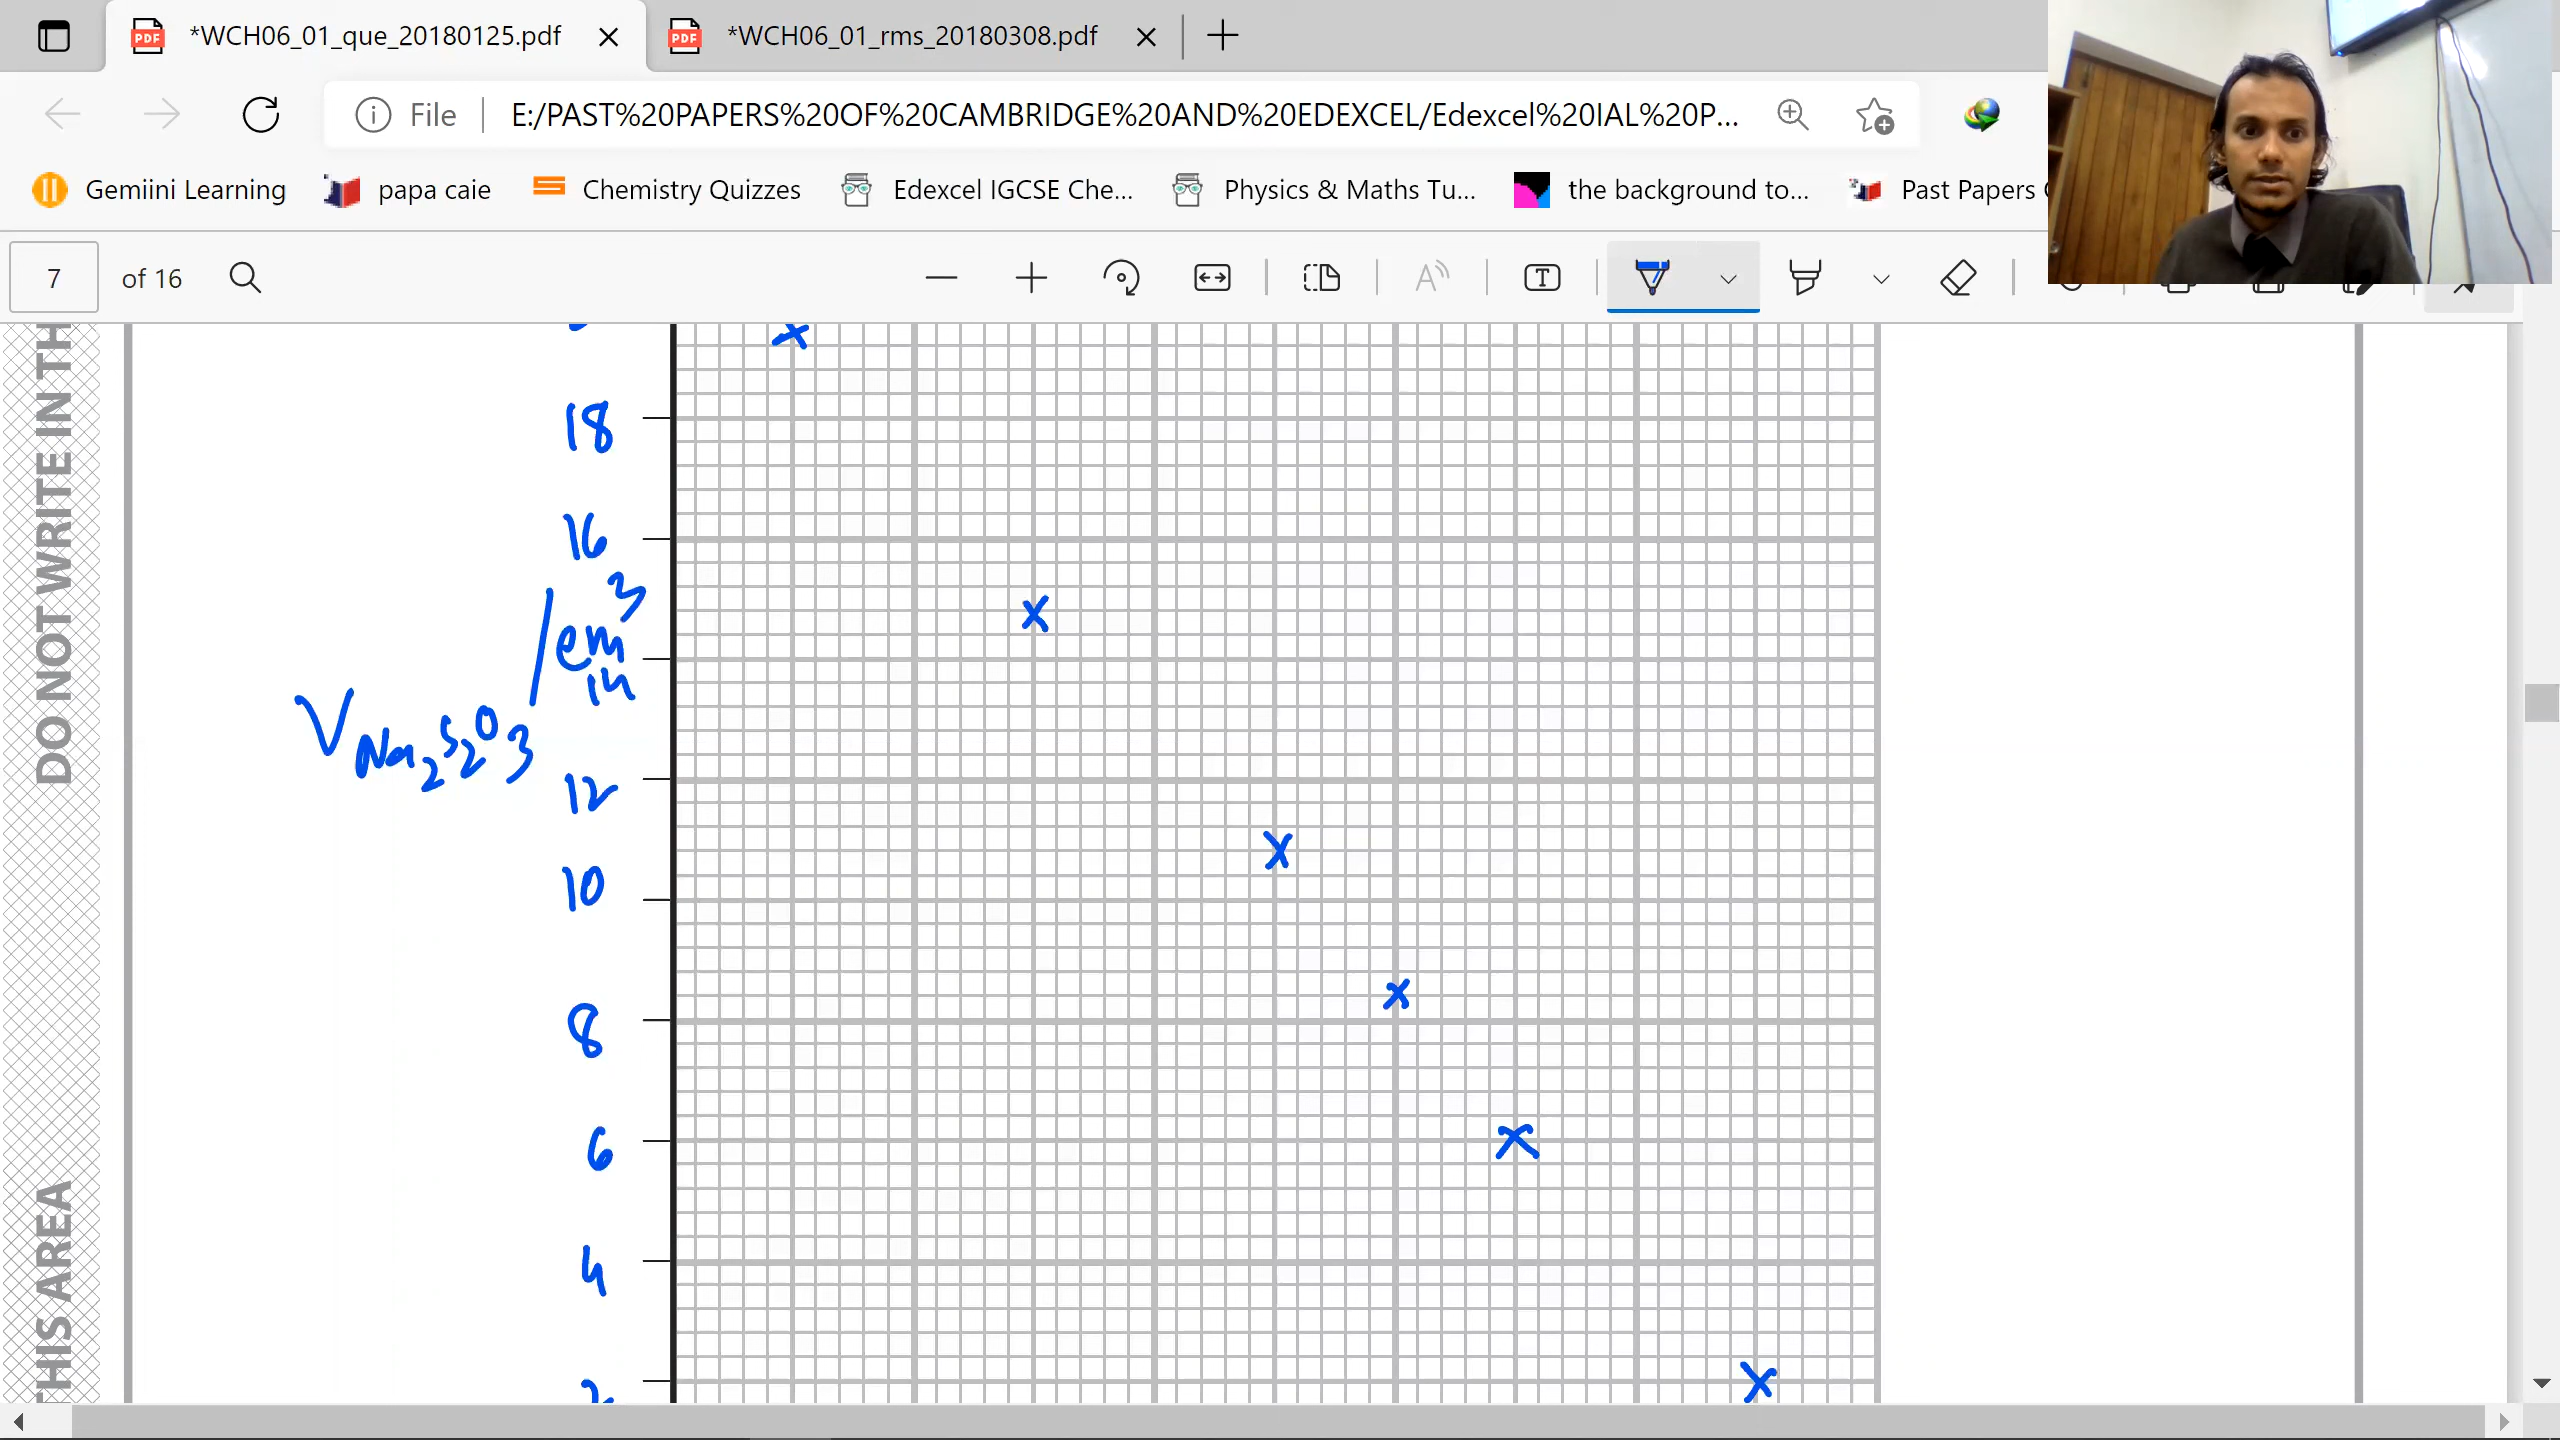 *WCH06_01_que_20180125.pdf
*WCH06_01_rms_20180308.pdf
File
E:/PAST%20PAPERS%20OF%20CAMBRIDGE%20AND%20EDEXCEL/Edexcel%20IAL%20P...
Gemiini Learning
papa caie
Chemistry Quizzes
Edexcel IGCSE Che...
Physics & Maths Tu...
the background to...
Past Papers
7 of 16
DO NOT WRITE IN TH
THIS AREA
18
16
V Na2S2O3 /cm3
14
12
10
8
6
4
2